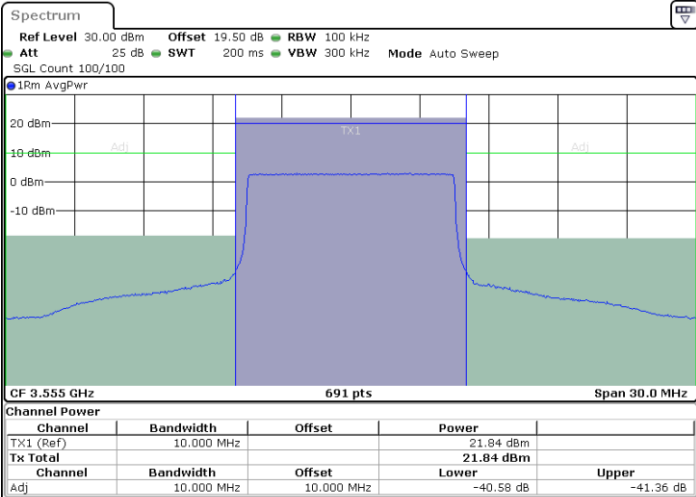 Spectrum
Ref Level 30.00 dBm Offset 19.50 dB RBW 100 kHz
Att 25 dB SWT 200 ms VBW 300 kHz Mode Auto Sweep
SGL Count 100/100
1Rm AvgPwr
20 dBm
TX1
Adj
Adj
10 dBm
0 dBm
-10 dBm
CF 3.555 GHz 691 pts Span 30.0 MHz
Channel Power
Channel Bandwidth Offset Power
TX1 (Ref) 10.000 MHz 21.84 dBm
Tx Total 21.84 dBm
Channel Bandwidth Offset Lower Upper
Adj 10.000 MHz 10.000 MHz -40.58 dB -41.36 dB